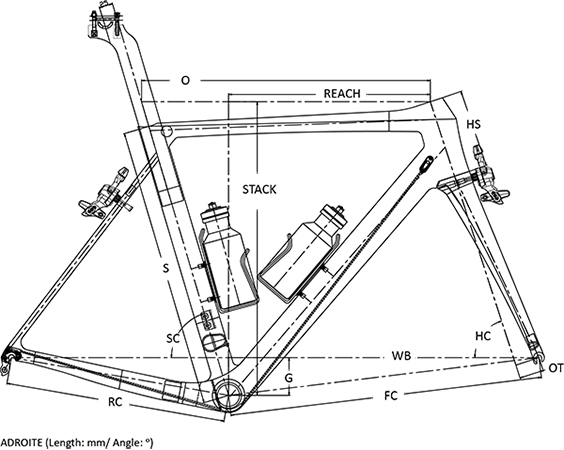 O
REACH
HS
STACK
S
SC
HC
WB
OT
G
RC
FC
ADROITE (Length: mm/ Angle: º)